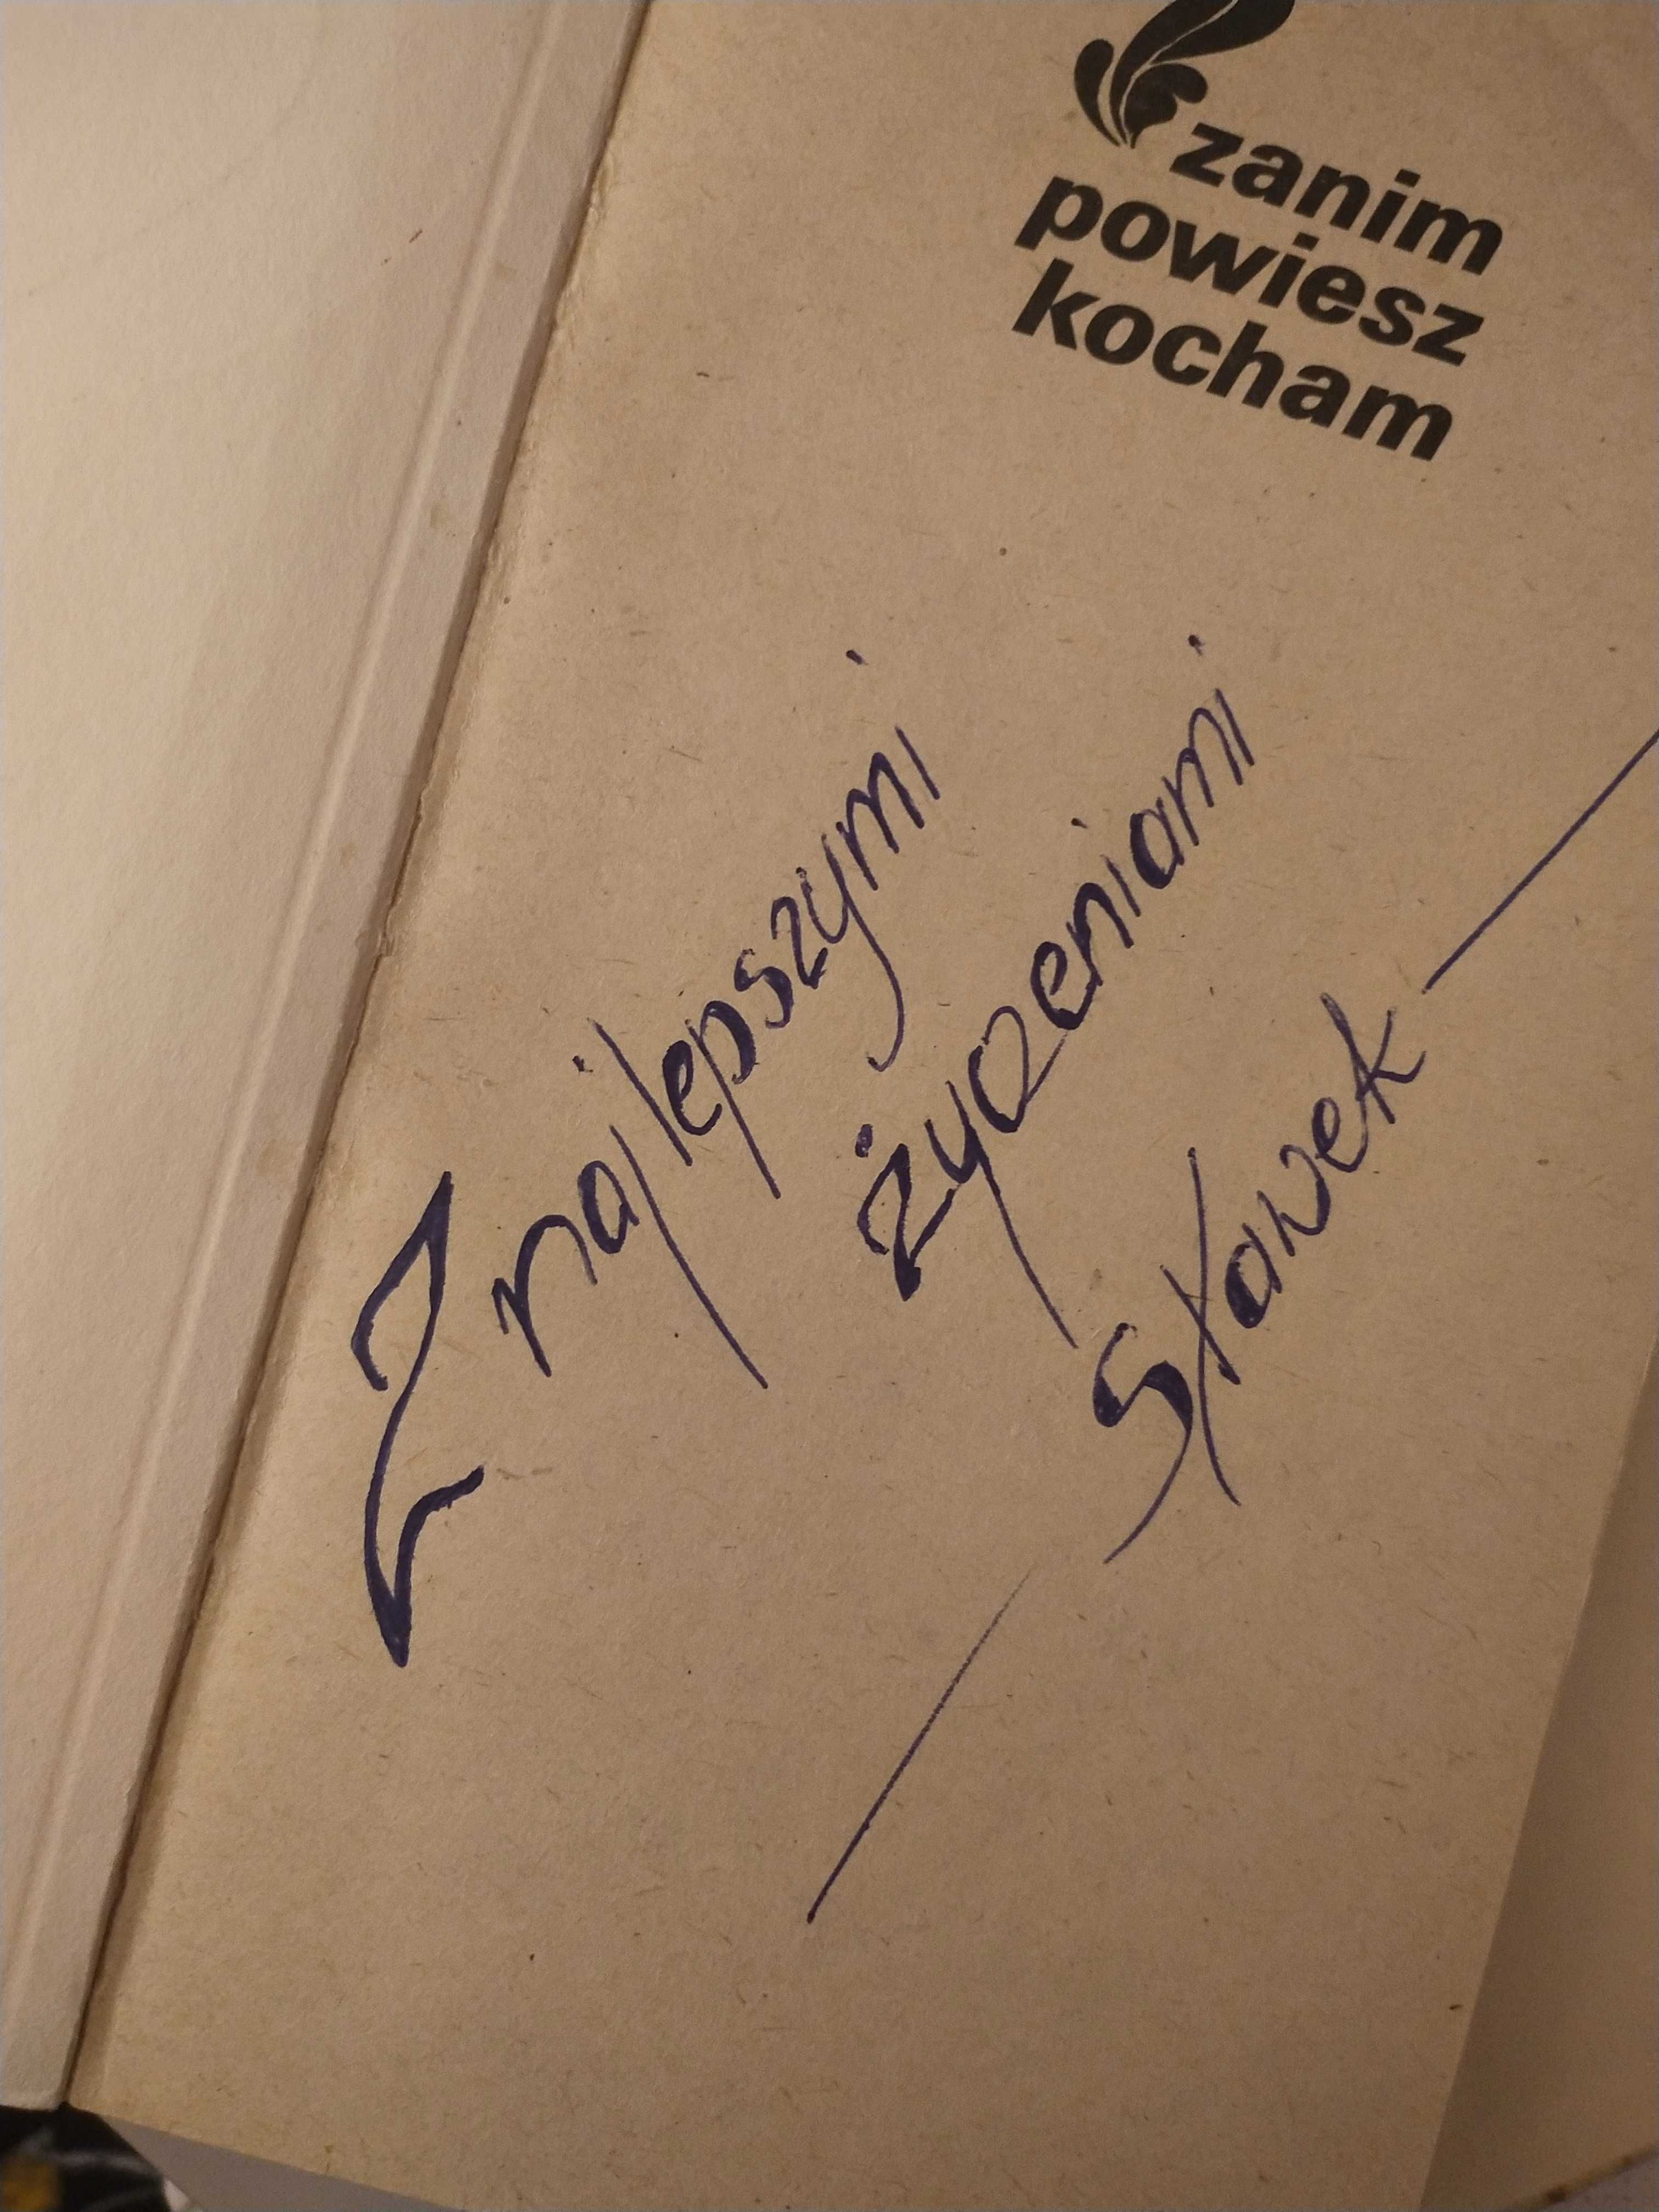 zanim
powiesz
kocham
Z najlepszymi
życzeniami
Sławek